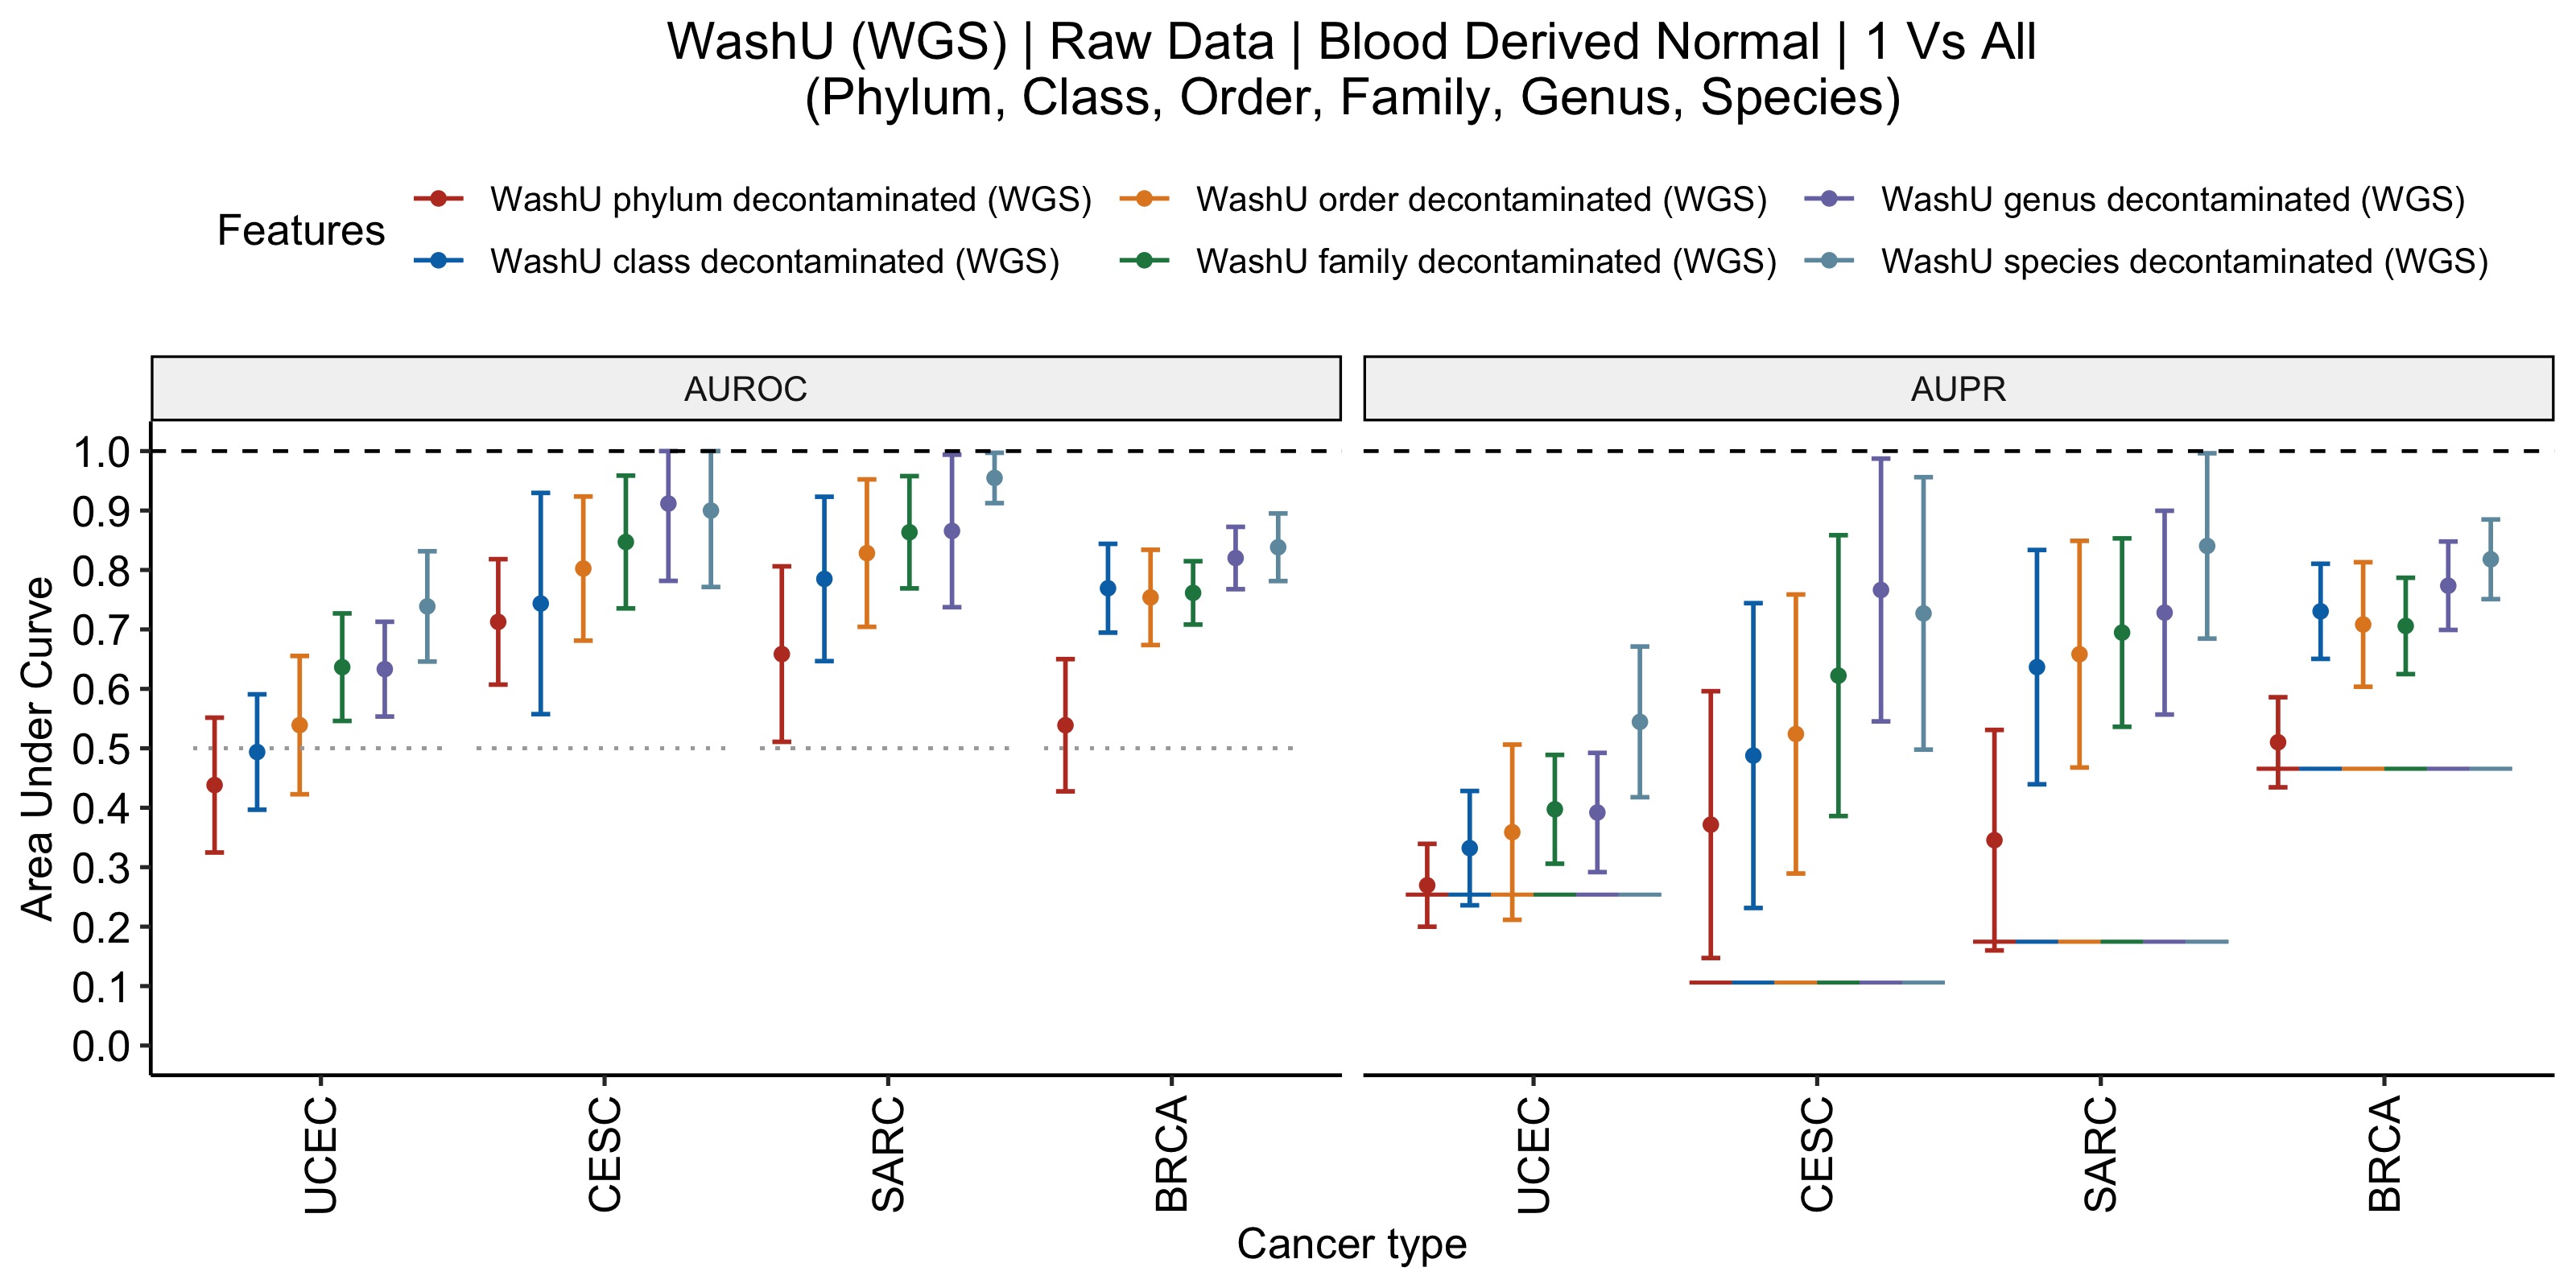 WashU (WGS) | Raw Data | Blood Derived Normal | 1 Vs All
(Phylum, Class, Order, Family, Genus, Species)
Features
WashU phylum decontaminated (WGS)
WashU order decontaminated (WGS)
WashU genus decontaminated (WGS)
WashU class decontaminated (WGS)
WashU family decontaminated (WGS)
WashU species decontaminated (WGS)
AUROC
AUPR
Area Under Curve
1.0
0.9
0.8
0.7
0.6
0.5
0.4
0.3
0.2
0.1
0.0
UCEC
CESC
SARC
BRCA
UCEC
CESC
SARC
BRCA
Cancer type